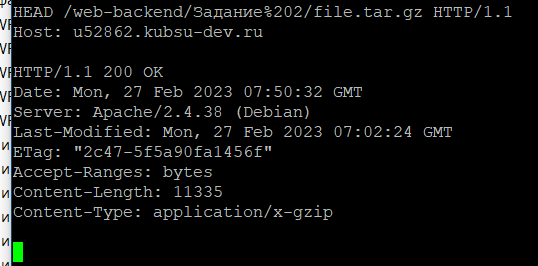 HEAD /web-backend/Задание%202/file.tar.gz HTTP/1.1
Host: u52862.kubsu-dev.ru
HTTP/1.1 200 OK
Date: Mon, 27 Feb 2023 07:50:32 GMT
Server: Apache/2.4.38 (Debian)
Last-Modified: Mon, 27 Feb 2023 07:02:24 GMT
ETag: "2c47-5f5a90fa1456f"
Accept-Ranges: bytes
Content-Length: 11335
Content-Type: application/x-gzip